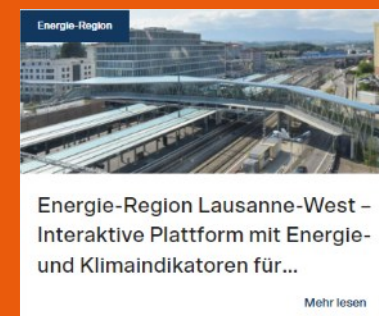 Energie-Region
Energie-Region Lausanne-West –
Interaktive Plattform mit Energie-
und Klimaindikatoren für...
Mehr lesen